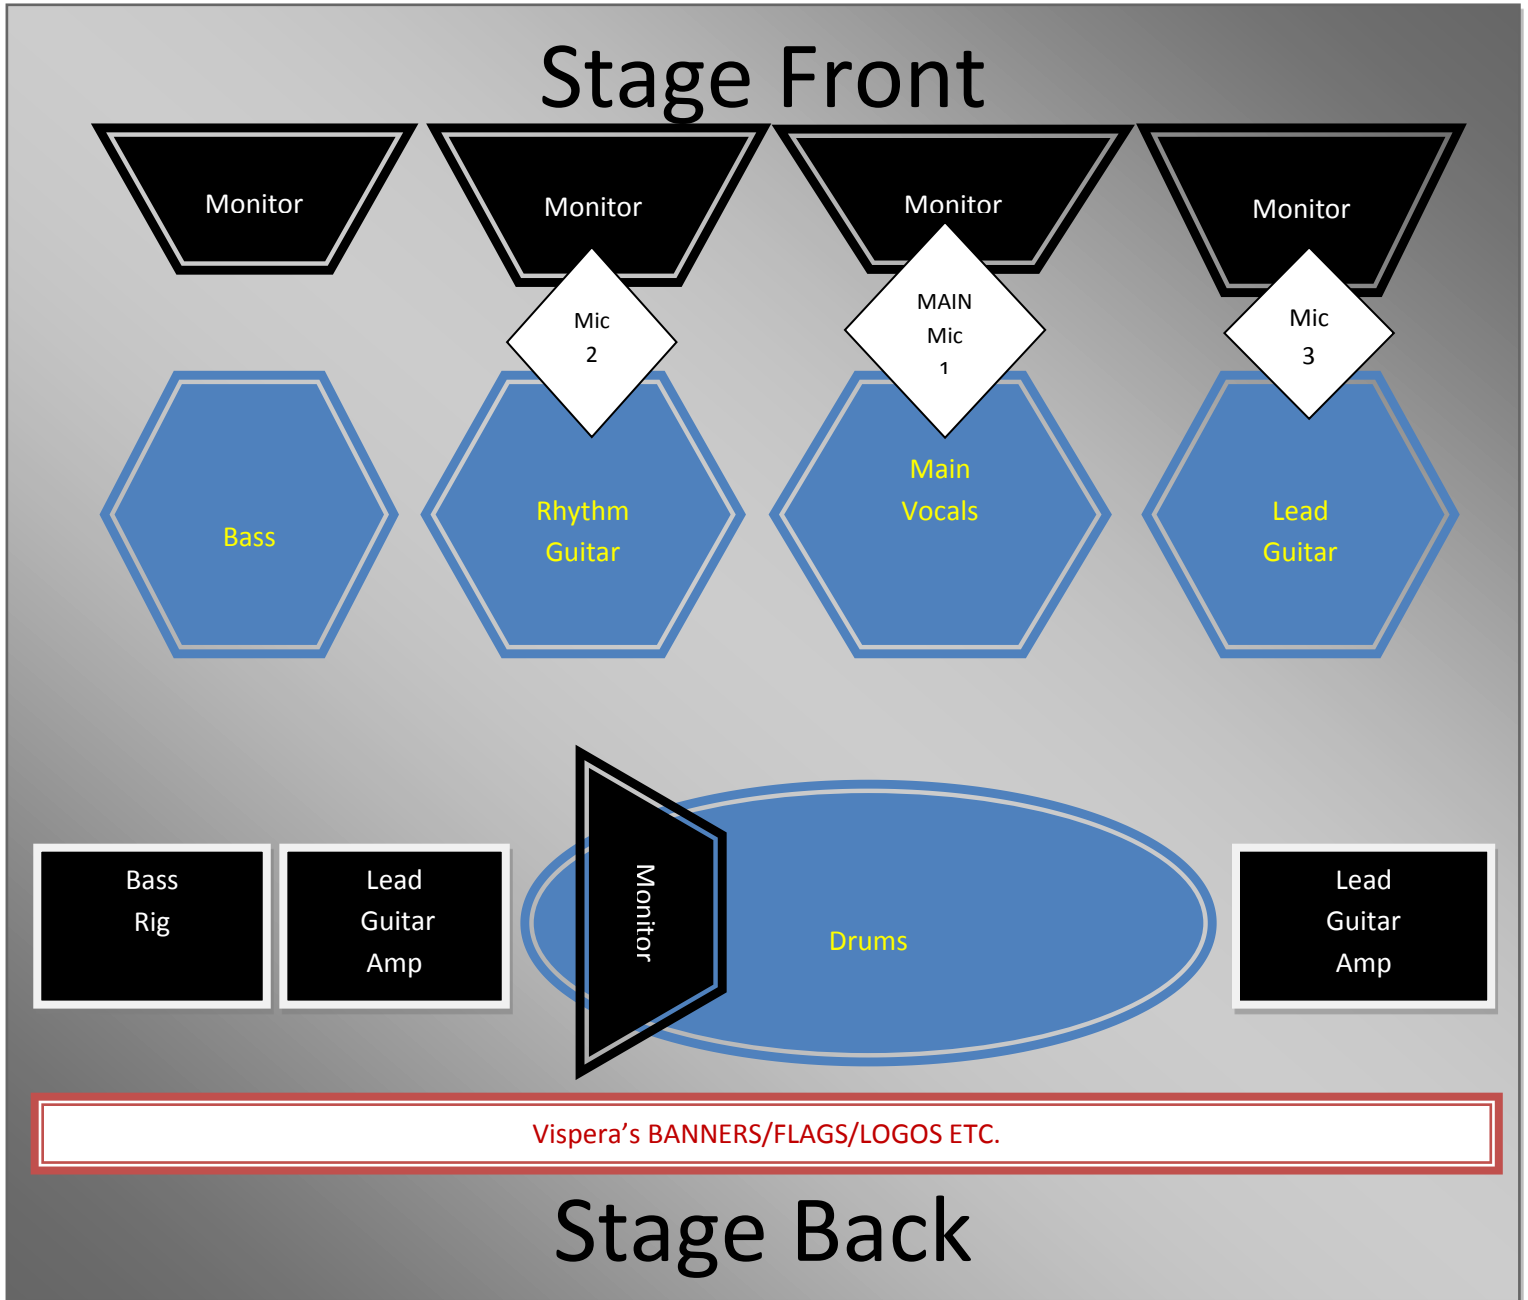 Stage Front
Monitor
Monitor
Monitor
Monitor
Mic
2
MAIN
Mic
1
Mic
3
Bass
Rhythm
Guitar
Main
Vocals
Lead
Guitar
Bass
Rig
Lead
Guitar
Amp
Monitor
Drums
Lead
Guitar
Amp
Vispera’s BANNERS/FLAGS/LOGOS ETC.
Stage Back